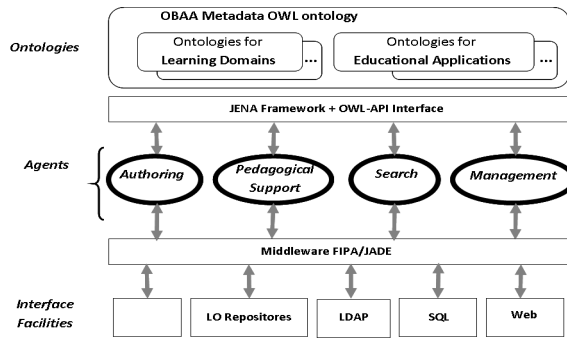 OBAA Metadata OWL ontology
Ontologies
Ontologies for
Learning Domains
...
Ontologies for
Educational Applications
...
JENA Framework + OWL-API Interface
Agents
Authoring
Pedagogical
Support
Search
Management
Middleware FIPA/JADE
Interface
Facilities
LO Repositores
LDAP
SQL
Web